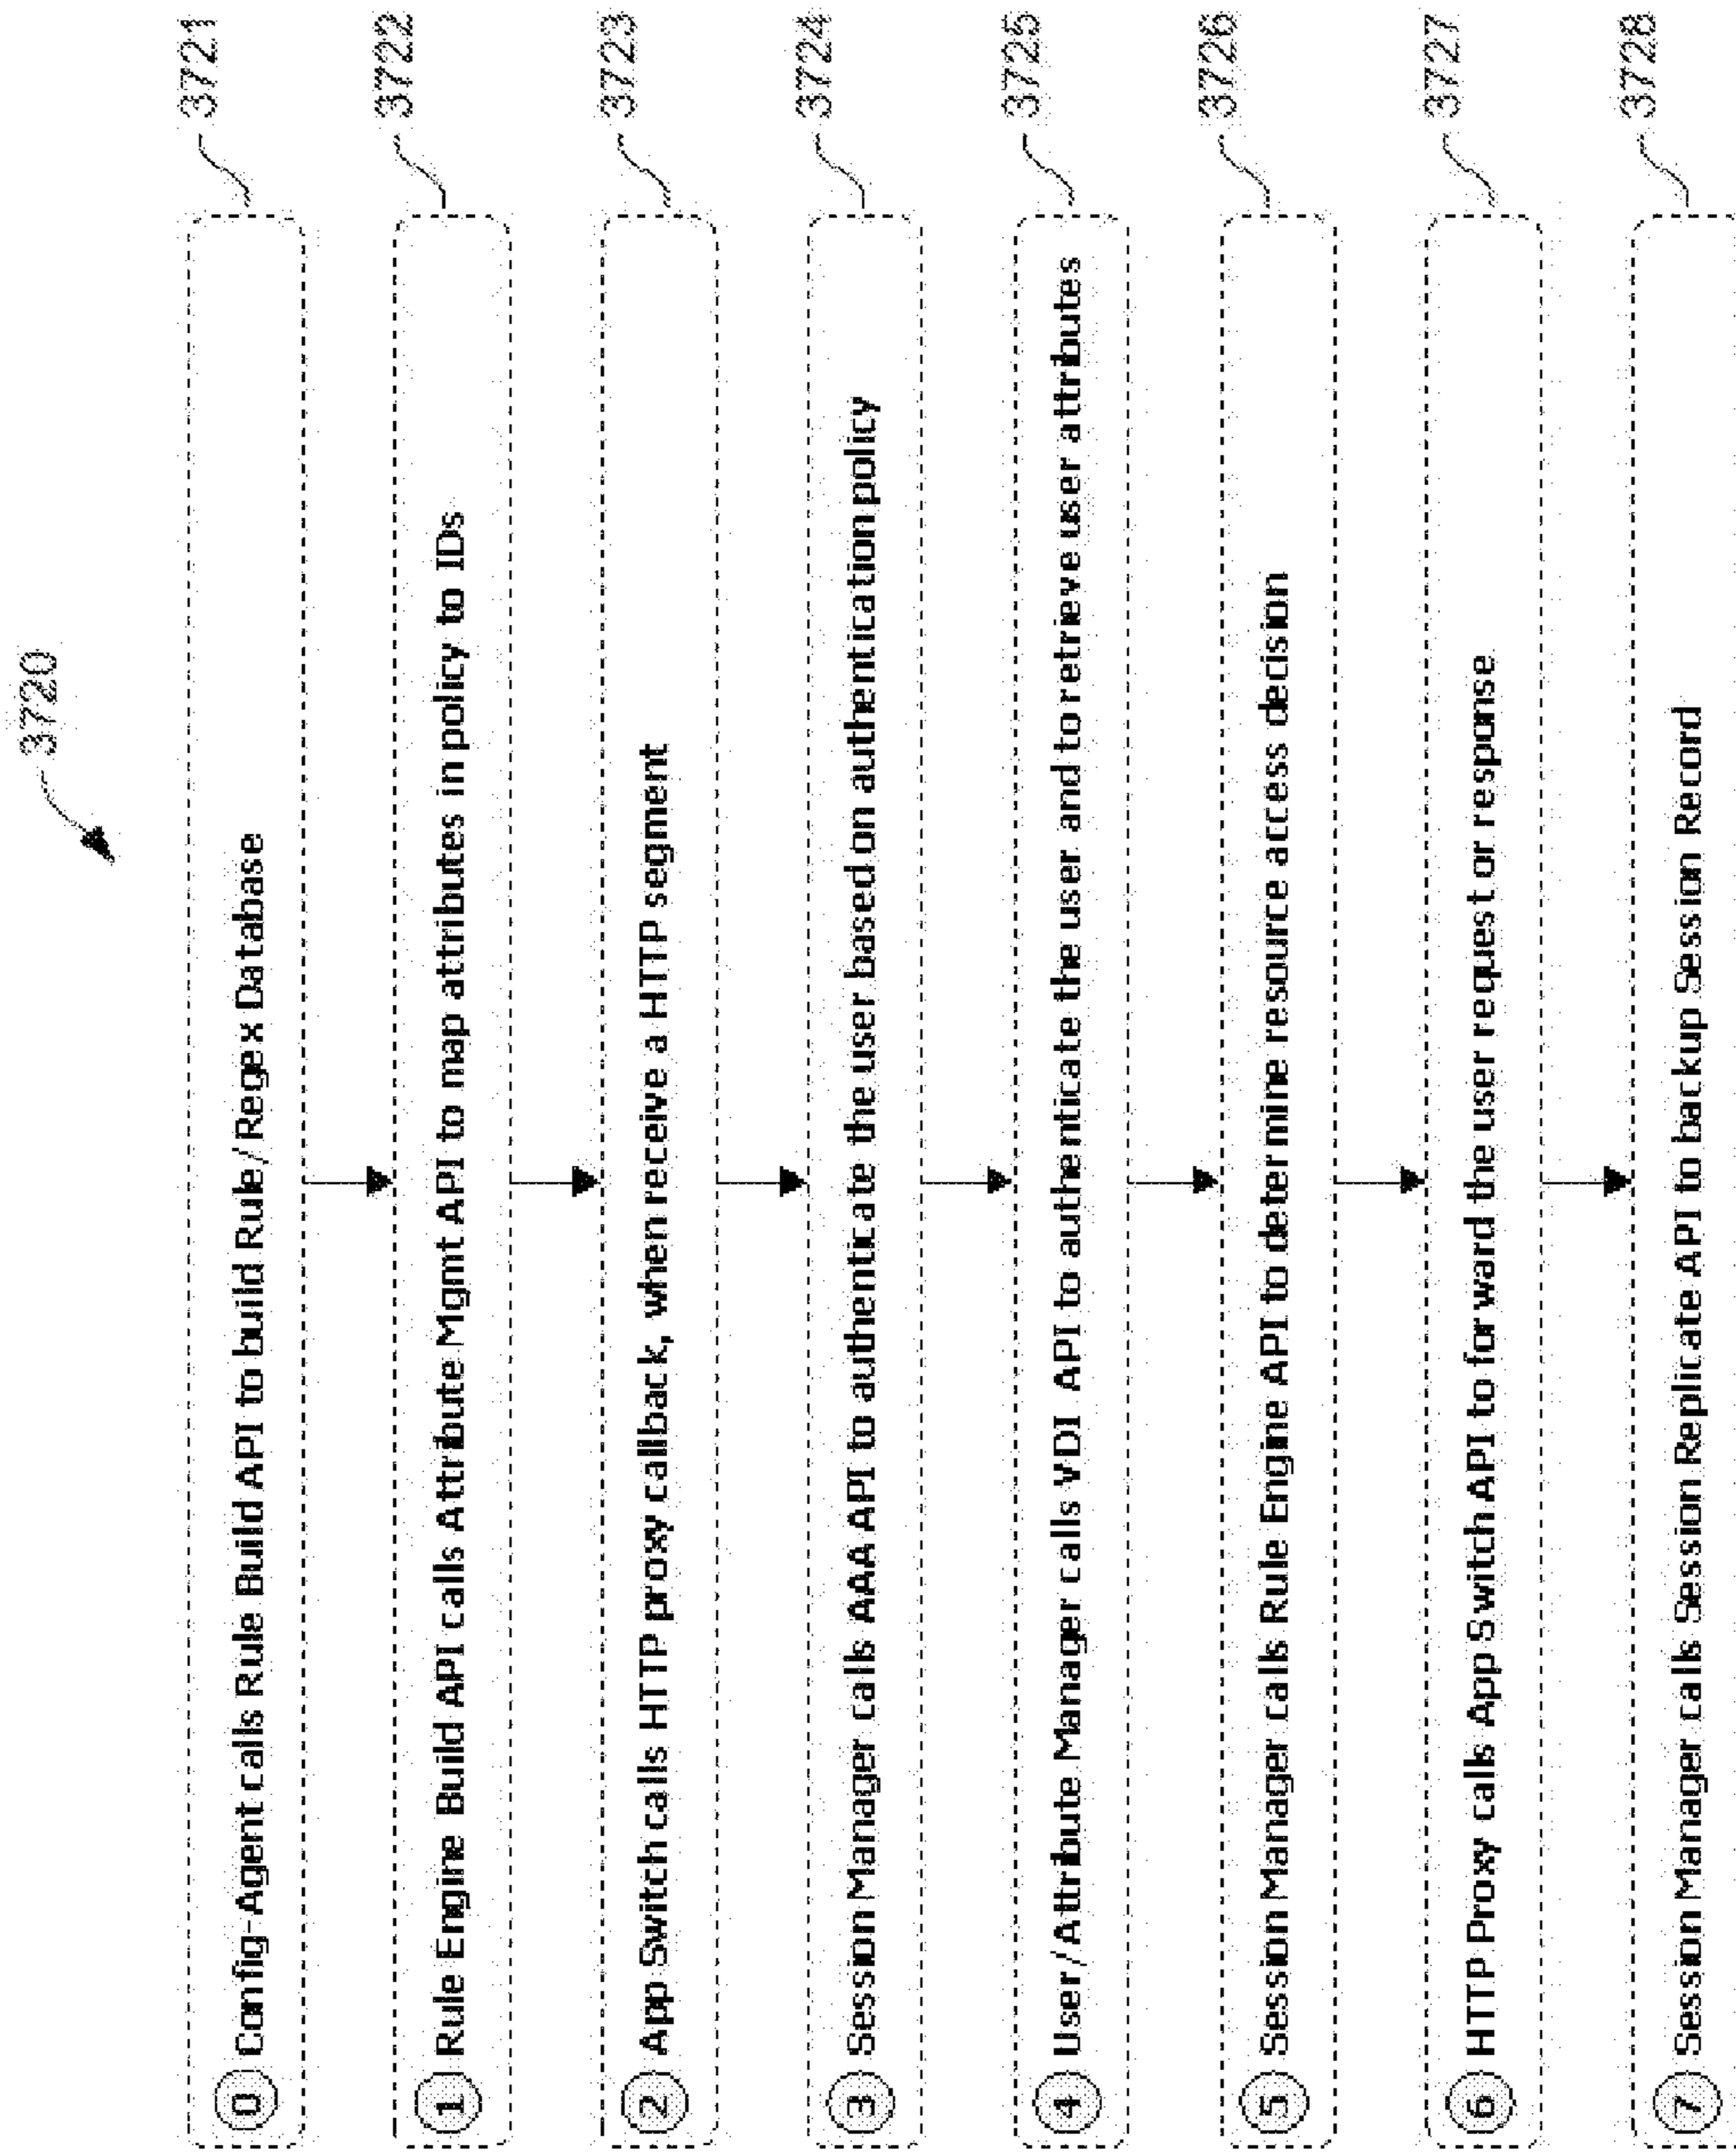 3720
0 Config-Agent calls Rule Build API to build Rule/Regex Database
3721
1 Rule Engine Build API calls Attribute Mgmt API to map attributes in policy to IDs
3722
2 App Switch calls HTTP proxy callback, when receive a HTTP segment
3723
3 Session Manager calls AAA API to authenticate the user based on authentication policy
3724
4 User/Attribute Manager calls VDI API to authenticate the user and to retrieve user attributes
3725
5 Session Manager calls Rule Engine API to determine resource access decision
3726
6 HTTP Proxy calls App Switch API to forward the user request or response
3727
7 Session Manager calls Session Replicate API to backup Session Record
3728